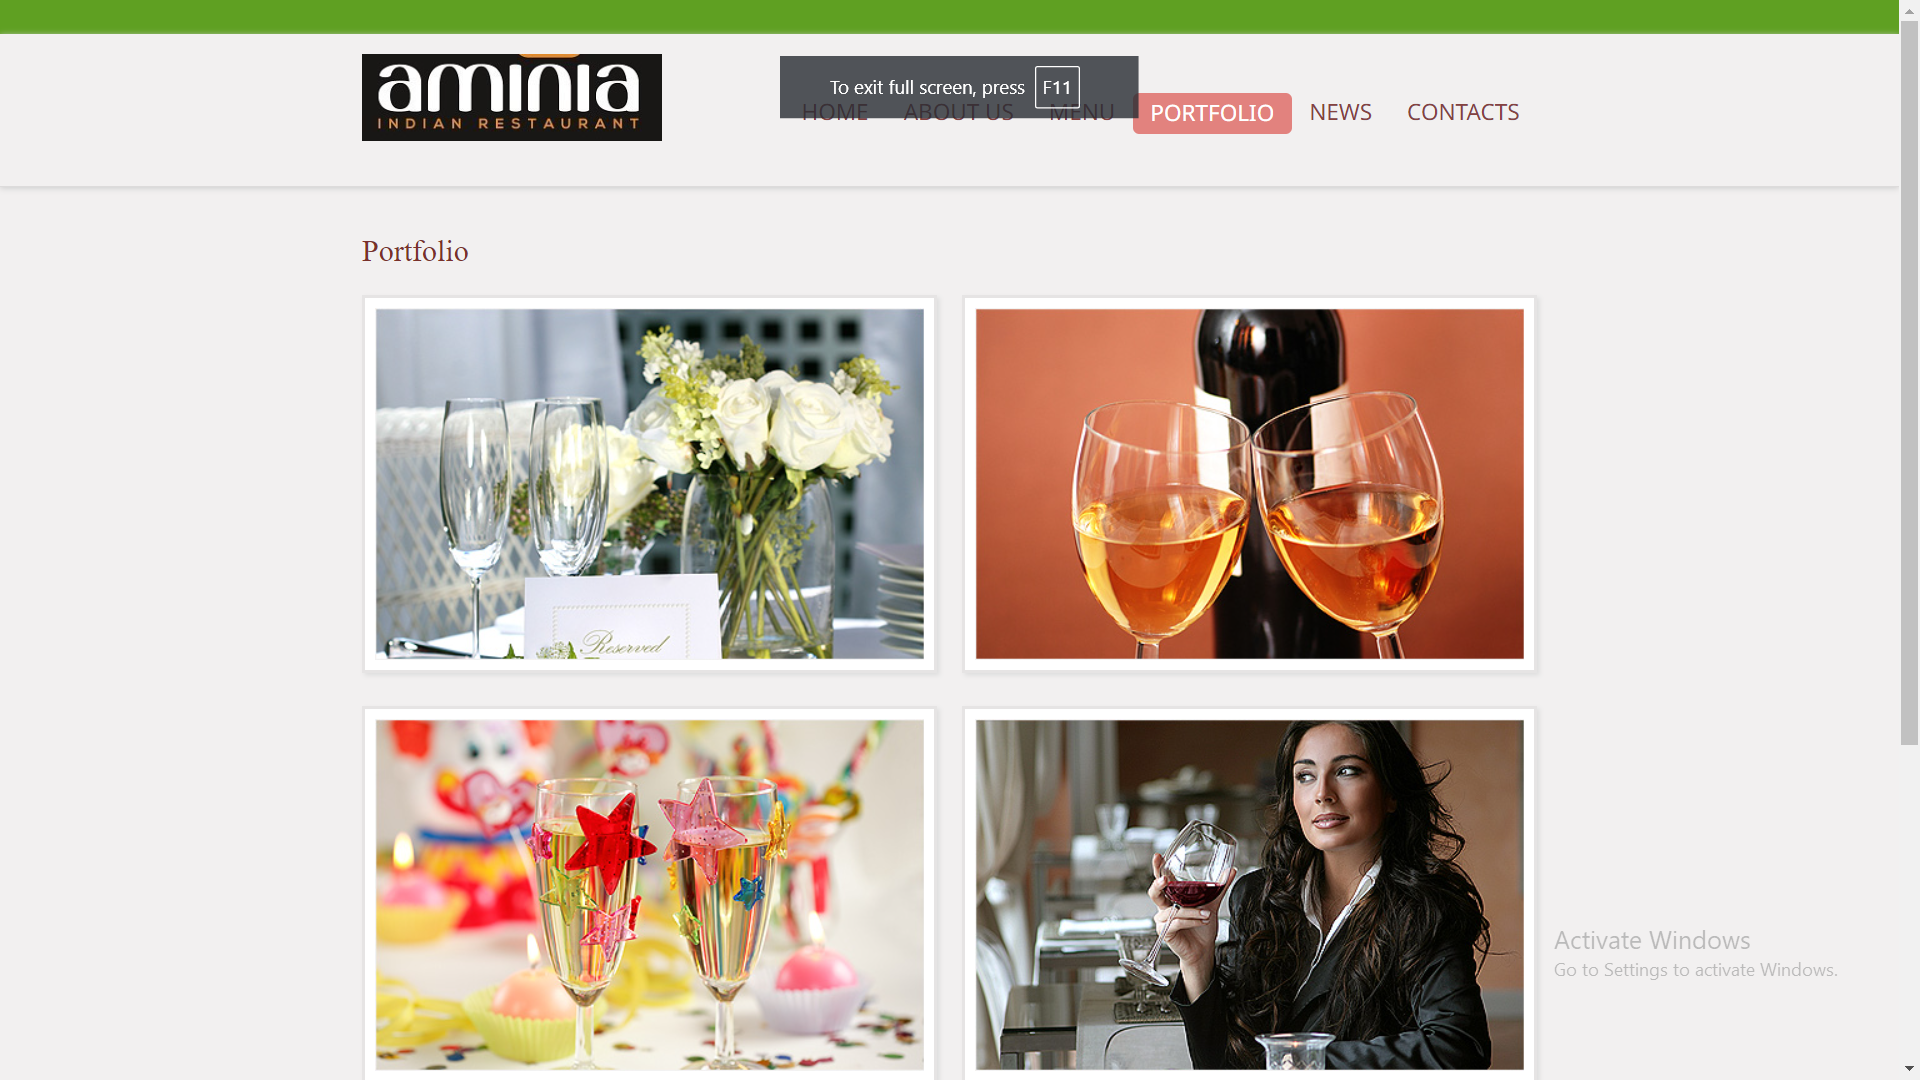 aminia
INDIAN RESTAURANT
To exit full screen, press F11
HOME ABOUT US MENU PORTFOLIO NEWS CONTACTS
Portfolio
Reserved
Activate Windows
Go to Settings to activate Windows.